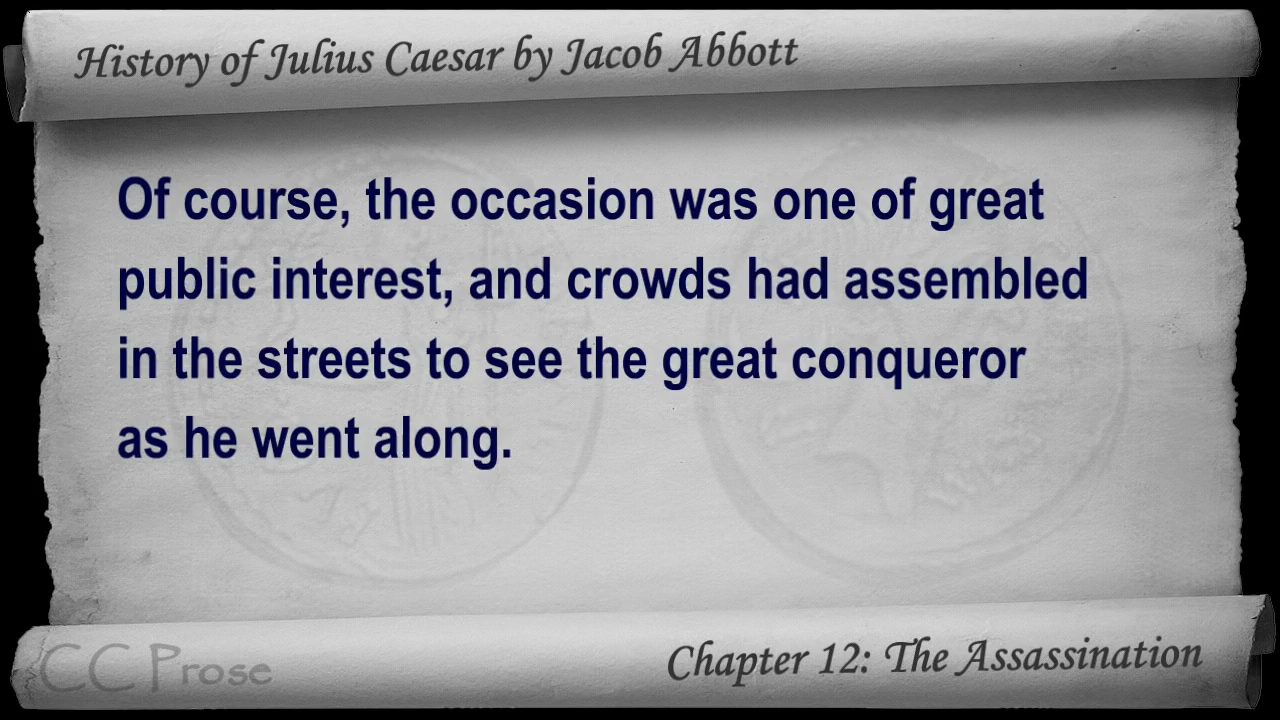 History of Julius Caesar by Jacob Abbott
Of course, the occasion was one of great
public interest, and crowds had assembled
in the streets to see the great conqueror
as he went along.
CC Prose
Chapter 12: The Assassination